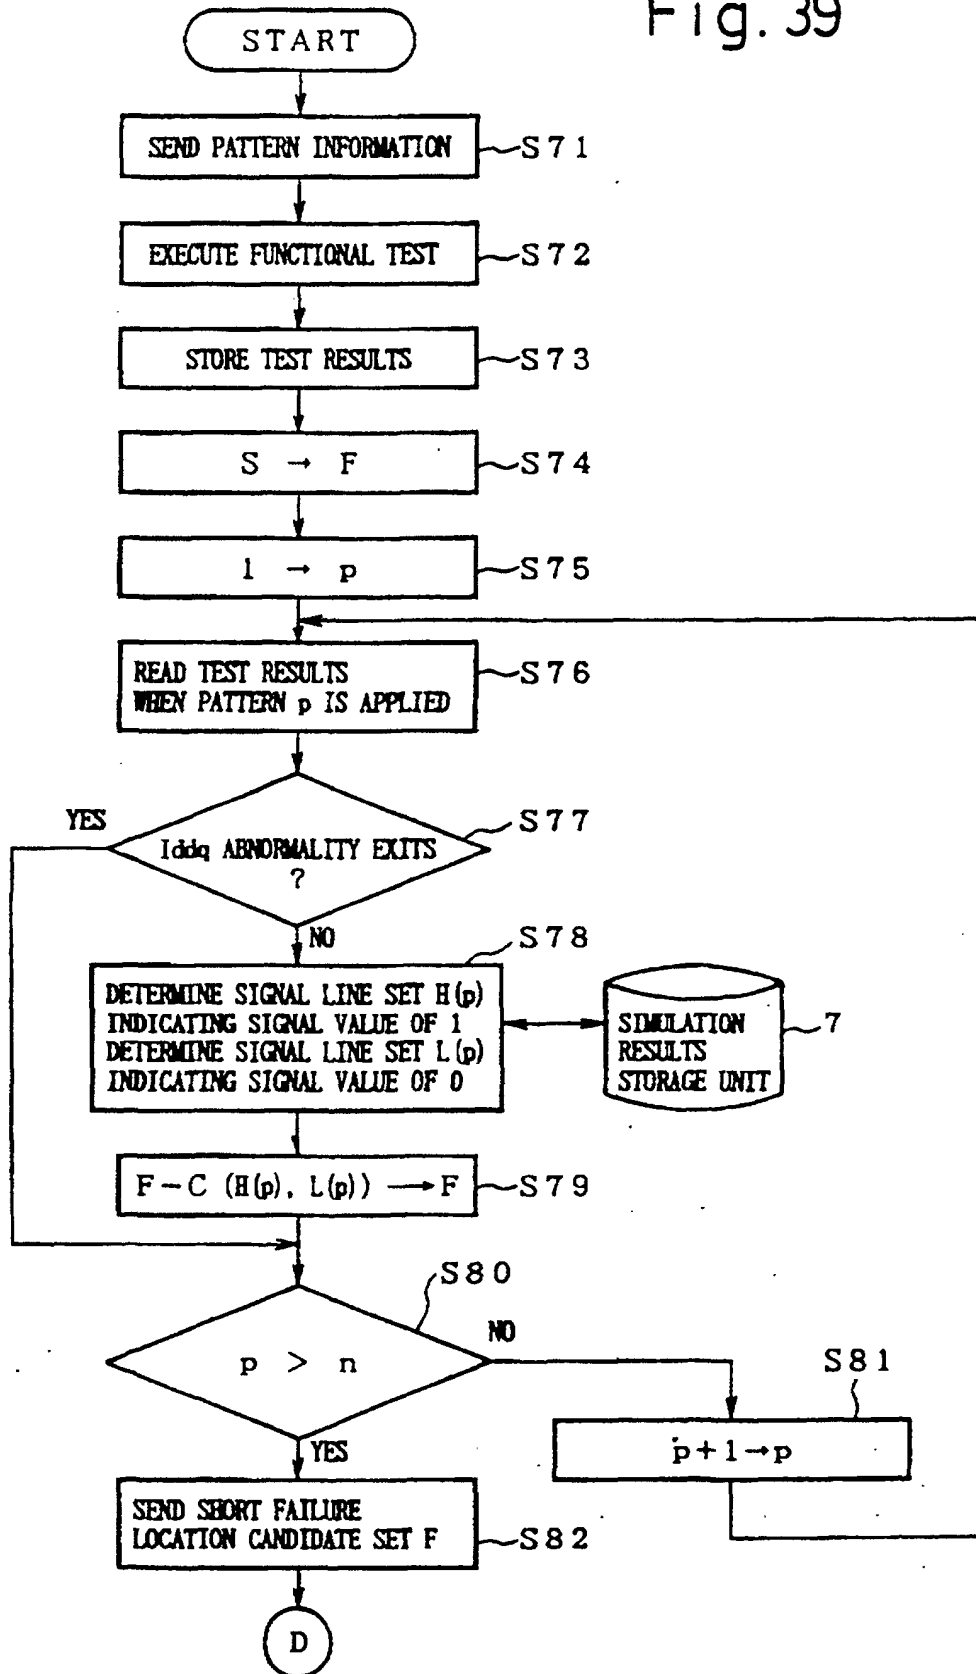 Fig. 39
START
SEND PATTERN INFORMATION
S71
EXECUTE FUNCTIONAL TEST
S72
STORE TEST RESULTS
S73
S → F
S74
1 → p
S75
READ TEST RESULTS
WHEN PATTERN p IS APPLIED
S76
YES
Iddq ABNORMALITY EXITS
?
S77
NO
S78
DETERMINE SIGNAL LINE SET H(p)
INDICATING SIGNAL VALUE OF 1
DETERMINE SIGNAL LINE SET L(p)
INDICATING SIGNAL VALUE OF 0
SIMULATION
RESULTS
STORAGE UNIT
7
F-C (H(p), L(p)) → F
S79
S80
p > n
NO
S81
p+1→p
YES
SEND SHORT FAILURE
LOCATION CANDIDATE SET F
S82
D